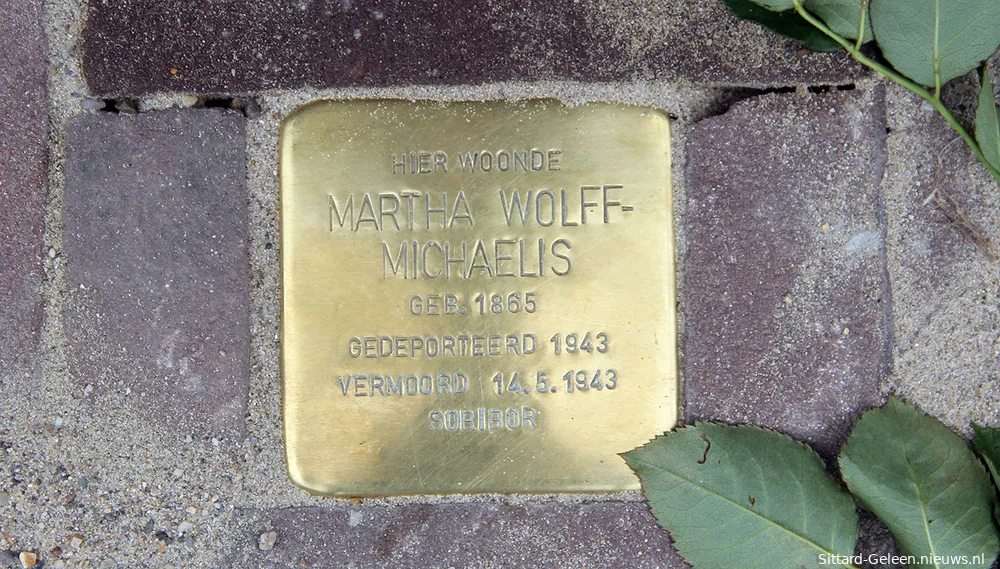 HIER WOONDE
MARTHA WOLFF-
MICHAELIS
GEB. 1865
GEDEPORTEERD 1943
VERMOORD 14.5.1943
SOBIBOR
Sittard-Geleen.nieuws.nl